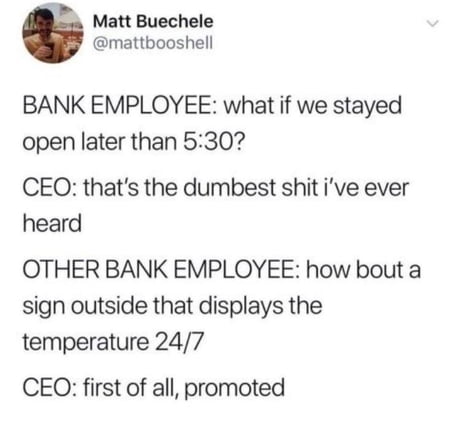 Matt Buechele
@mattbooshell
BANK EMPLOYEE: what if we stayed
open later than 5:30?
CEO: that's the dumbest shit i've ever
heard
OTHER BANK EMPLOYEE: how bout a
sign outside that displays the
temperature 24/7
CEO: first of all, promoted